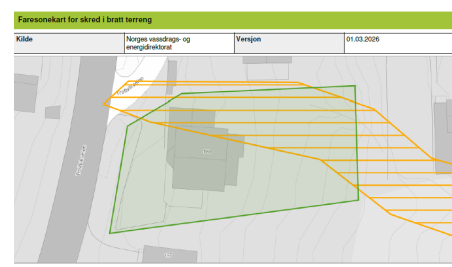 Faresonekart for skred i bratt terreng
Kilde
Norges vassdrags- og
energidirektorat
Versjon
01.03.2026